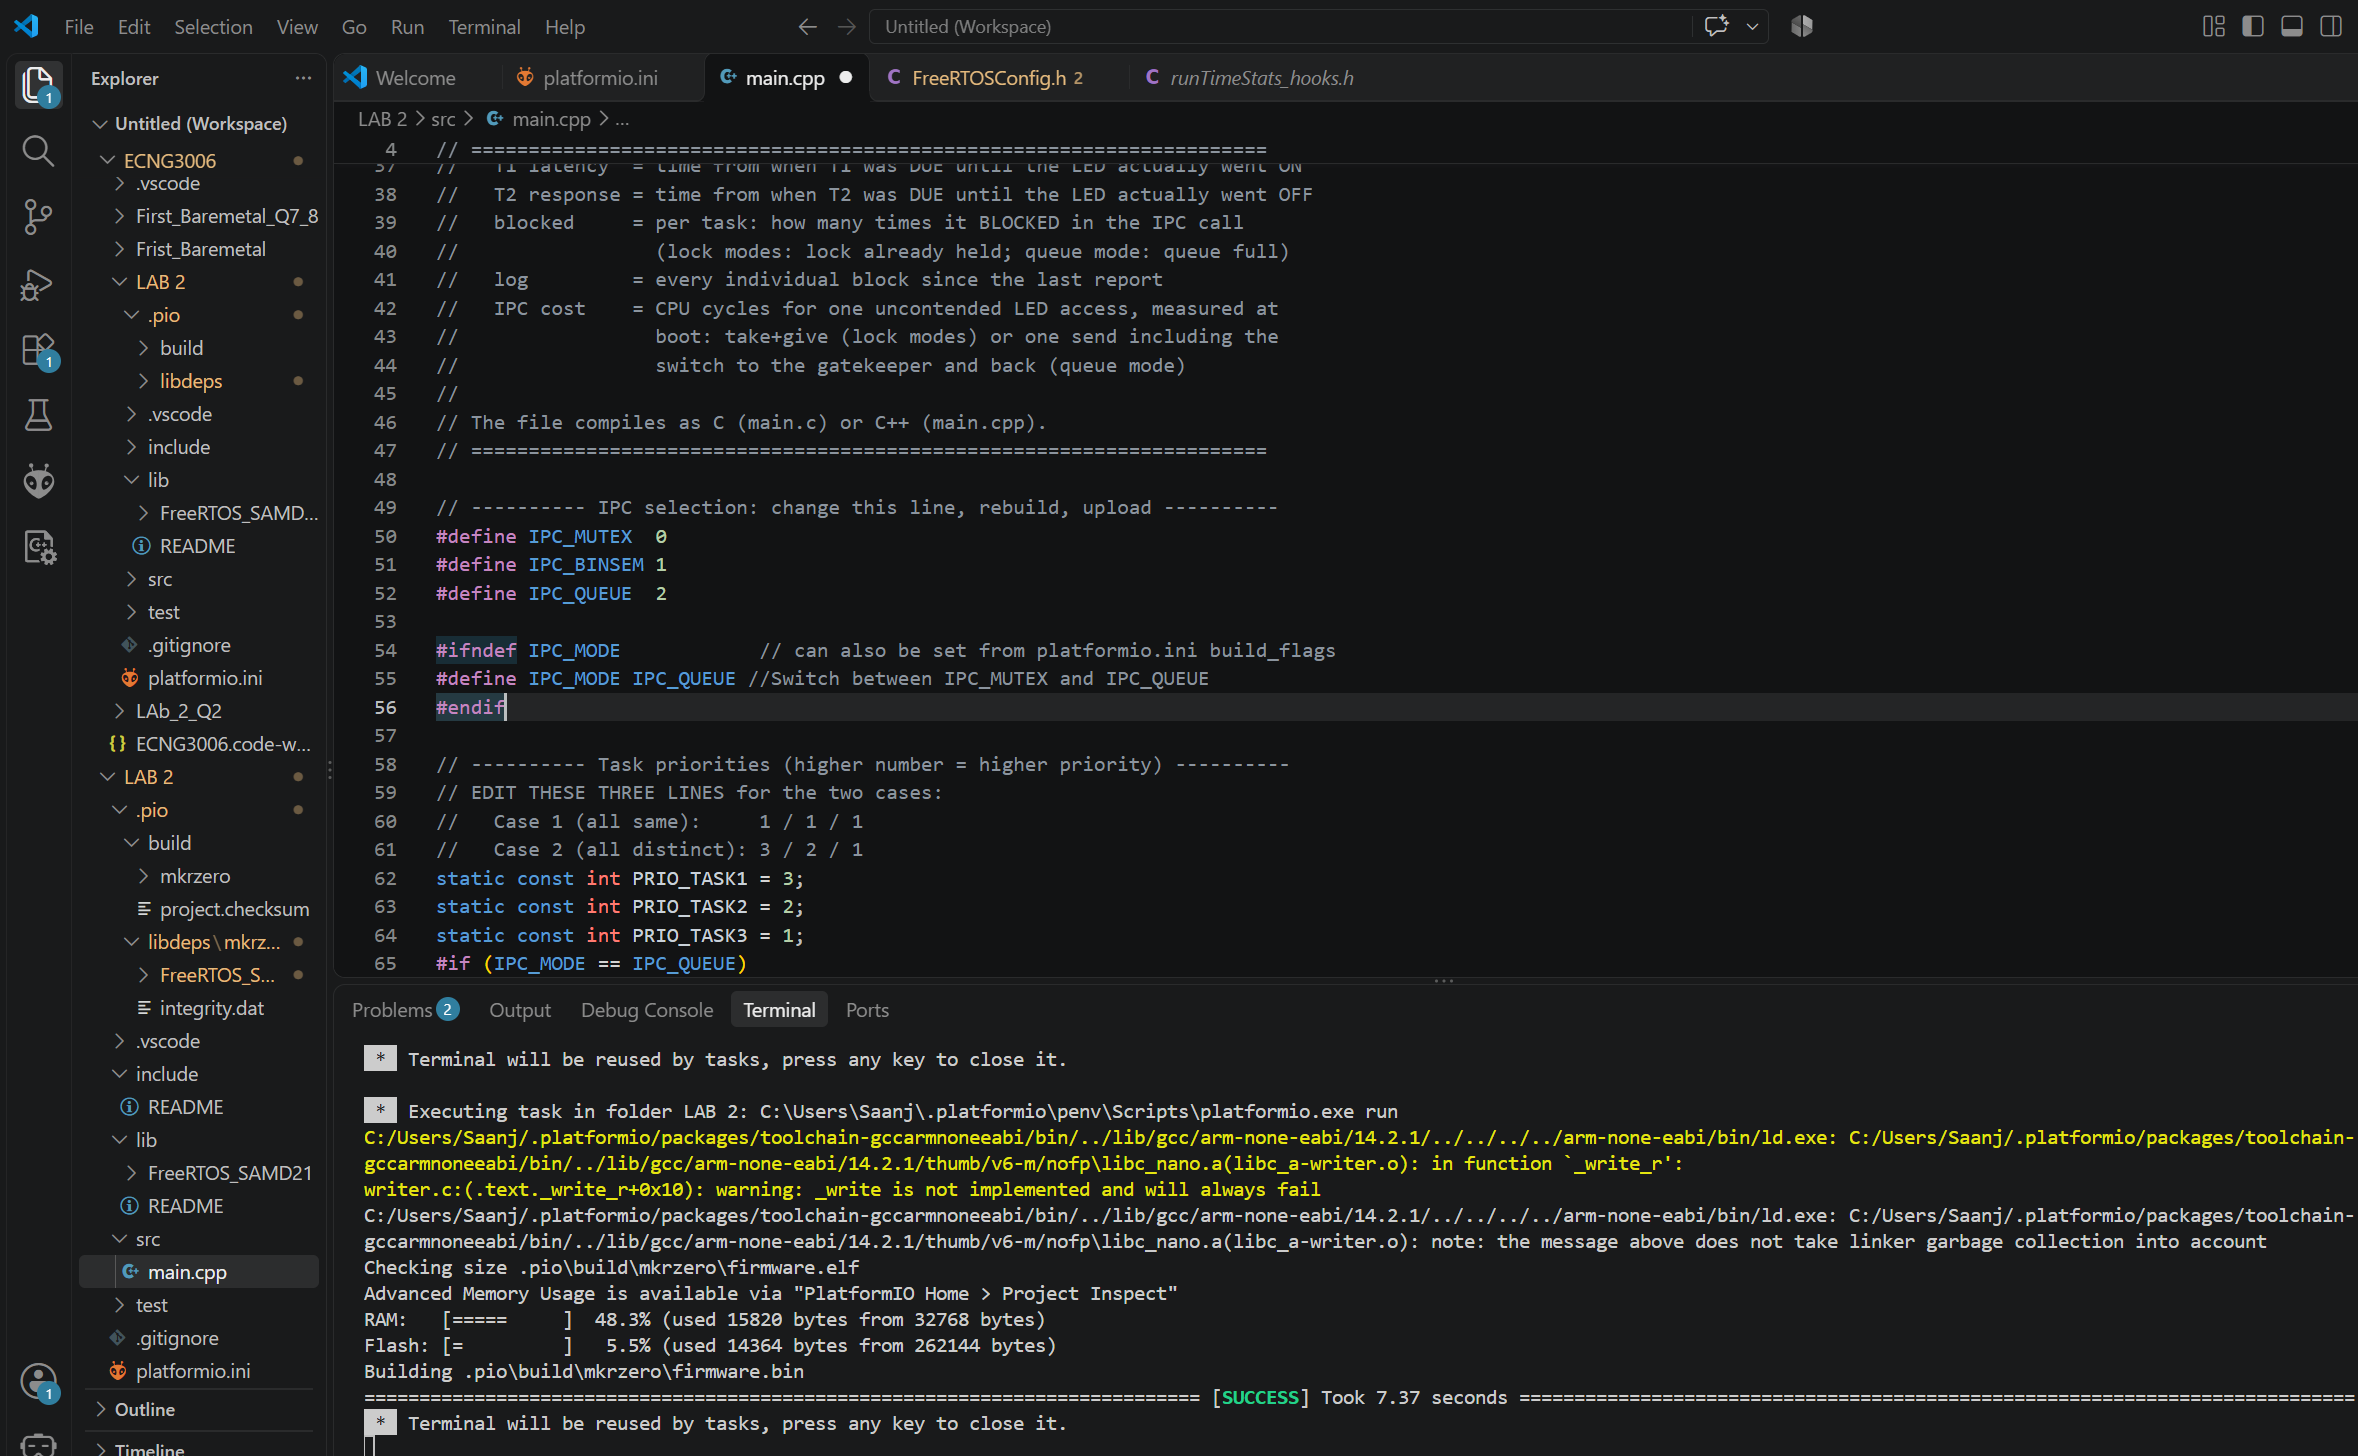 File Edit Selection View Go Run Terminal Help
Untitled (Workspace)
Explorer
Welcome
platformio.ini
main.cpp
FreeRTOSConfig.h 2
runTimeStats_hooks.h
LAB 2 > src > main.cpp > ...
Untitled (Workspace)
ECNG3006
.vscode
First_Baremetal_Q7_8
Frist_Baremetal
LAB 2
.pio
build
libdeps
.vscode
include
lib
FreeRTOS_SAMD...
README
src
test
.gitignore
platformio.ini
LAb_2_Q2
ECNG3006.code-w...
LAB 2
.pio
build
mkrzero
project.checksum
libdeps\mkrz...
FreeRTOS_S...
integrity.dat
.vscode
include
README
lib
FreeRTOS_SAMD21
README
src
main.cpp
test
.gitignore
platformio.ini
Outline
Timeline
1
1
1
4 // =====================================================================
37 // T1 latency = time from when T1 was DUE until the LED actually went ON
38 // T2 response = time from when T2 was DUE until the LED actually went OFF
39 // blocked = per task: how many times it BLOCKED in the IPC call
40 // (lock modes: lock already held; queue mode: queue full)
41 // log = every individual block since the last report
42 // IPC cost = CPU cycles for one uncontended LED access, measured at
43 // boot: take+give (lock modes) or one send including the
44 // switch to the gatekeeper and back (queue mode)
45 //
46 // The file compiles as C (main.c) or C++ (main.cpp).
47 // =====================================================================
48
49 // ---------- IPC selection: change this line, rebuild, upload ----------
50 #define IPC_MUTEX 0
51 #define IPC_BINSEM 1
52 #define IPC_QUEUE 2
53
54 #ifndef IPC_MODE // can also be set from platformio.ini build_flags
55 #define IPC_MODE IPC_QUEUE //Switch between IPC_MUTEX and IPC_QUEUE
56 #endif
57
58 // ---------- Task priorities (higher number = higher priority) ----------
59 // EDIT THESE THREE LINES for the two cases:
60 // Case 1 (all same): 1 / 1 / 1
61 // Case 2 (all distinct): 3 / 2 / 1
62 static const int PRIO_TASK1 = 3;
63 static const int PRIO_TASK2 = 2;
64 static const int PRIO_TASK3 = 1;
65 #if (IPC_MODE == IPC_QUEUE)
Problems 2 Output Debug Console Terminal Ports
* Terminal will be reused by tasks, press any key to close it.
* Executing task in folder LAB 2: C:\Users\Saanj\.platformio\penv\Scripts\platformio.exe run
C:/Users/Saanj/.platformio/packages/toolchain-gccarmnoneeabi/bin/../lib/gcc/arm-none-eabi/14.2.1/../../../../arm-none-eabi/bin/ld.exe: C:/Users/Saanj/.platformio/packages/toolchain-
gccarmnoneeabi/bin/../lib/gcc/arm-none-eabi/14.2.1/thumb/v6-m/nofp\libc_nano.a(libc_a-writer.o): in function `_write_r':
writer.c:(.text._write_r+0x10): warning: _write is not implemented and will always fail
C:/Users/Saanj/.platformio/packages/toolchain-gccarmnoneeabi/bin/../lib/gcc/arm-none-eabi/14.2.1/../../../../arm-none-eabi/bin/ld.exe: C:/Users/Saanj/.platformio/packages/toolchain-
gccarmnoneeabi/bin/../lib/gcc/arm-none-eabi/14.2.1/thumb/v6-m/nofp\libc_nano.a(libc_a-writer.o): note: the message above does not take linker garbage collection into account
Checking size .pio\build\mkrzero\firmware.elf
Advanced Memory Usage is available via "PlatformIO Home > Project Inspect"
RAM: [===== ] 48.3% (used 15820 bytes from 32768 bytes)
Flash: [= ] 5.5% (used 14364 bytes from 262144 bytes)
Building .pio\build\mkrzero\firmware.bin
========================================================================= [SUCCESS] Took 7.37 seconds =========================================================================
* Terminal will be reused by tasks, press any key to close it.